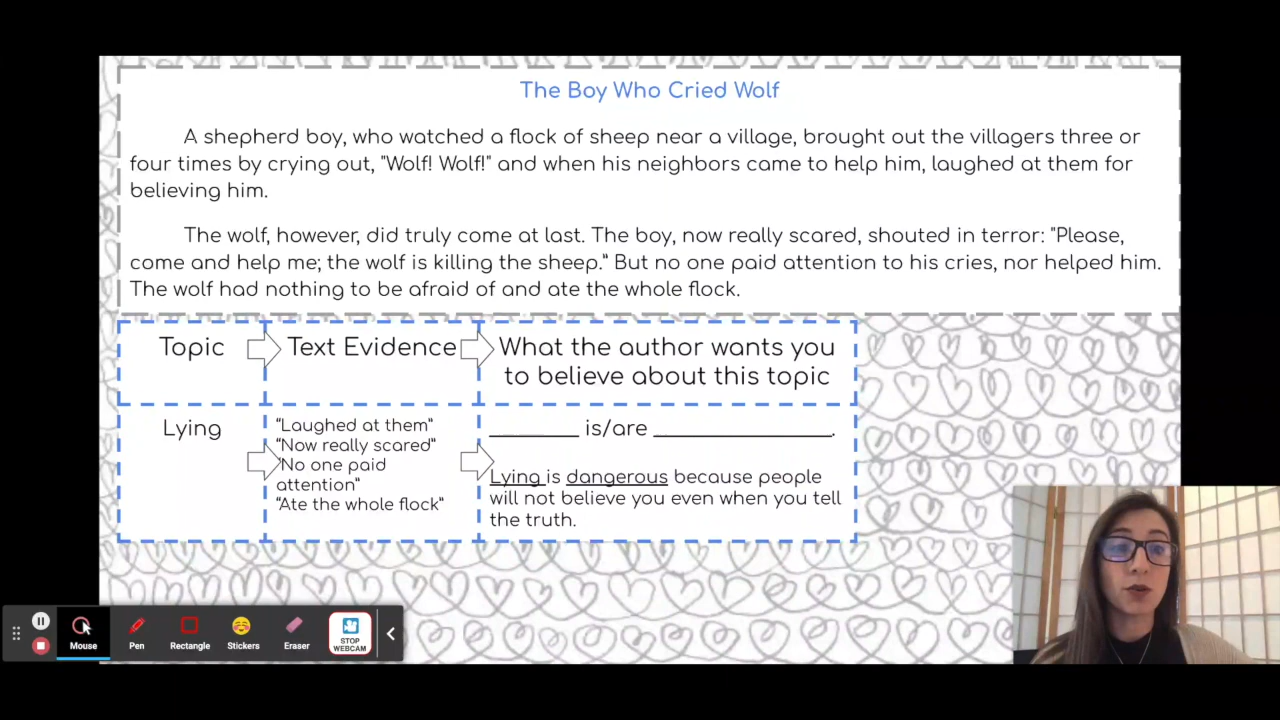 The Boy Who Cried Wolf
A shepherd boy, who watched a flock of sheep near a village, brought out the villagers three or
four times by crying out, "Wolf! Wolf!" and when his neighbors came to help him, laughed at them for
believing him.
The wolf, however, did truly come at last. The boy, now really scared, shouted in terror: "Please,
come and help me; the wolf is killing the sheep.” But no one paid attention to his cries, nor helped him.
The wolf had nothing to be afraid of and ate the whole flock.
Topic
Text Evidence
What the author wants you
to believe about this topic
Lying
“Laughed at them”
“Now really scared”
“No one paid
attention”
“Ate the whole flock”
________ is/are ________________.
Lying is dangerous because people
will not believe you even when you tell
the truth.
Mouse
Pen
Rectangle
Stickers
Eraser
STOP
WEBCAM